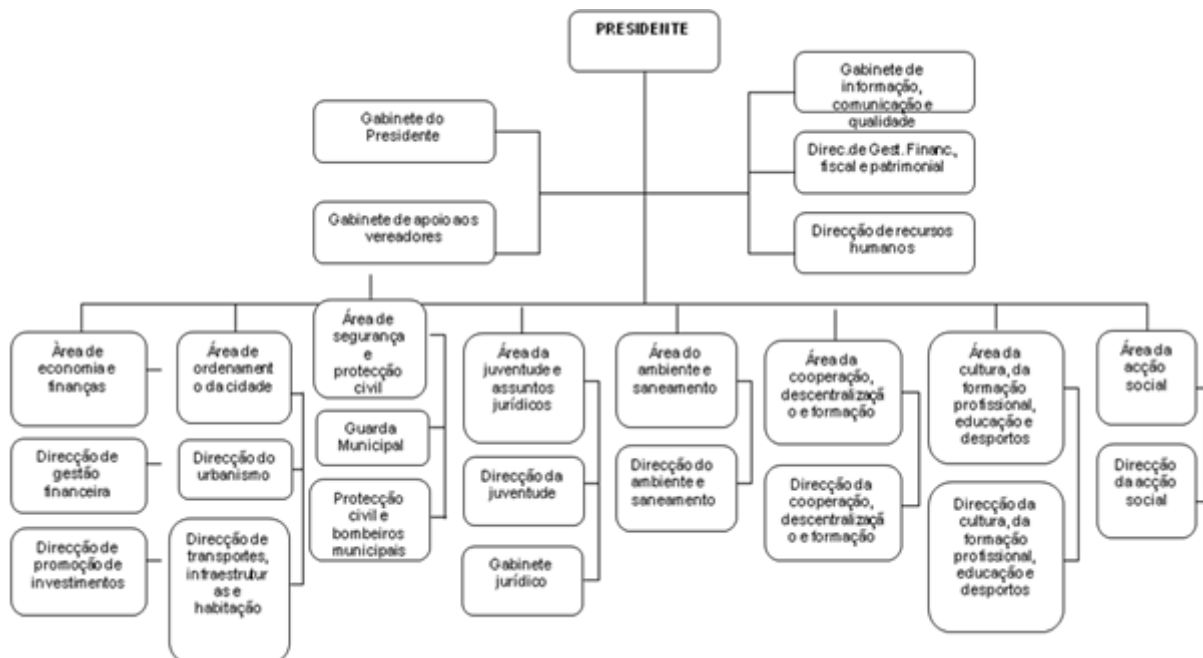 PRESIDENTE
Gabinete de
informação,
comunicação e
qualidade
Gabinete do
Presidente
Direc.de Gest. Financ.,
fiscal e patrimonial
Gabinete de apoio aos
vereadores
Direcção de recursos
humanos
Àrea de
economia e
finanças
Área de
ordenament
o da cidade
Área de
segurança
e
protecção
civil
Área da
juventude e
assuntos
jurídicos
Área do
ambiente e
saneamento
Área da
cooperação,
descentralizaçã
o e formação
Área da
cultura, da
formação
profissional,
educação e
desportos
Área da
acção
social
Direcção de
gestão
financeira
Direcção do
urbanismo
Guarda
Municipal
Direcção da
juventude
Direcção do
ambiente e
saneamento
Direcção da
cooperação,
descentralizaçã
o e formação
Direcção da
cultura, da
formação
profissional,
educação e
desportos
Direcção
da acção
social
Direcção de
promoção de
investimentos
Direcção de
transportes,
infraestrutur
as e
habitação
Protecção
civil e
bombeiros
municipais
Gabinete
jurídico